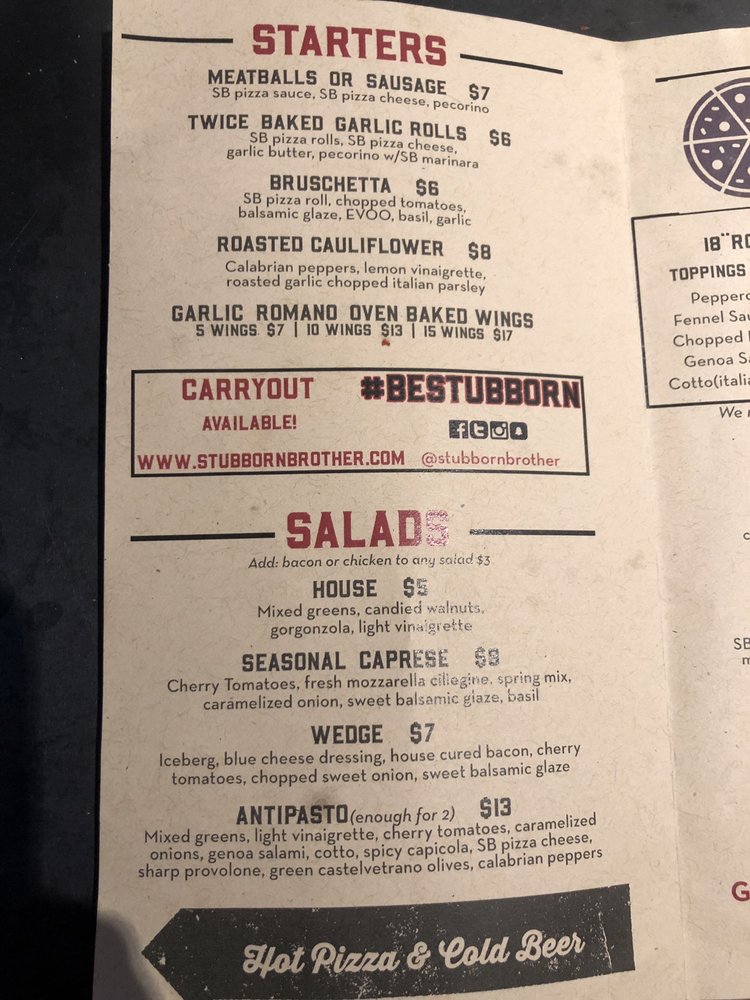 STARTERS
MEATBALLS OR SAUSAGE $7
SB pizza sauce, SB pizza cheese, pecorino
TWICE BAKED GARLIC ROLLS $6
SB pizza rolls, SB pizza cheese,
garlic butter, pecorino w/SB marinara
BRUSCHETTA $6
SB pizza roll, chopped tomatoes,
balsamic glaze, EVOO, basil, garlic
ROASTED CAULIFLOWER $8
Calabrian peppers, lemon vinaigrette,
roasted garlic chopped italian parsley
GARLIC ROMANO OVEN BAKED WINGS
5 WINGS $7 | 10 WINGS $13 | 15 WINGS $17
CARRYOUT
AVAILABLE!
#BESTUBBORN
WWW.STUBBORNBROTHER.COM @stubbornbrother
SALADS
Add: bacon or chicken to any salad $3
HOUSE $5
Mixed greens, candied walnuts,
gorgonzola, light vinaigrette
SEASONAL CAPRESE
Cherry Tomatoes, fresh mozzarella ciliegine, spring mix,
caramelized onion, sweet balsamic glaze, basil
WEDGE $7
Iceberg, blue cheese dressing, house cured bacon, cherry
tomatoes, chopped sweet onion, sweet balsamic glaze
ANTIPASTO (enough for 2) $13
Mixed greens, light vinaigrette, cherry tomatoes, caramelized
onions, genoa salami, cotto, spicy capicola, SB pizza cheese,
sharp provolone, green castelvetrano olives, calabrian peppers
Hot Pizza & Cold Beer
18"
TOPPINGS
Fennel
Chopped
Genoa
We
SB